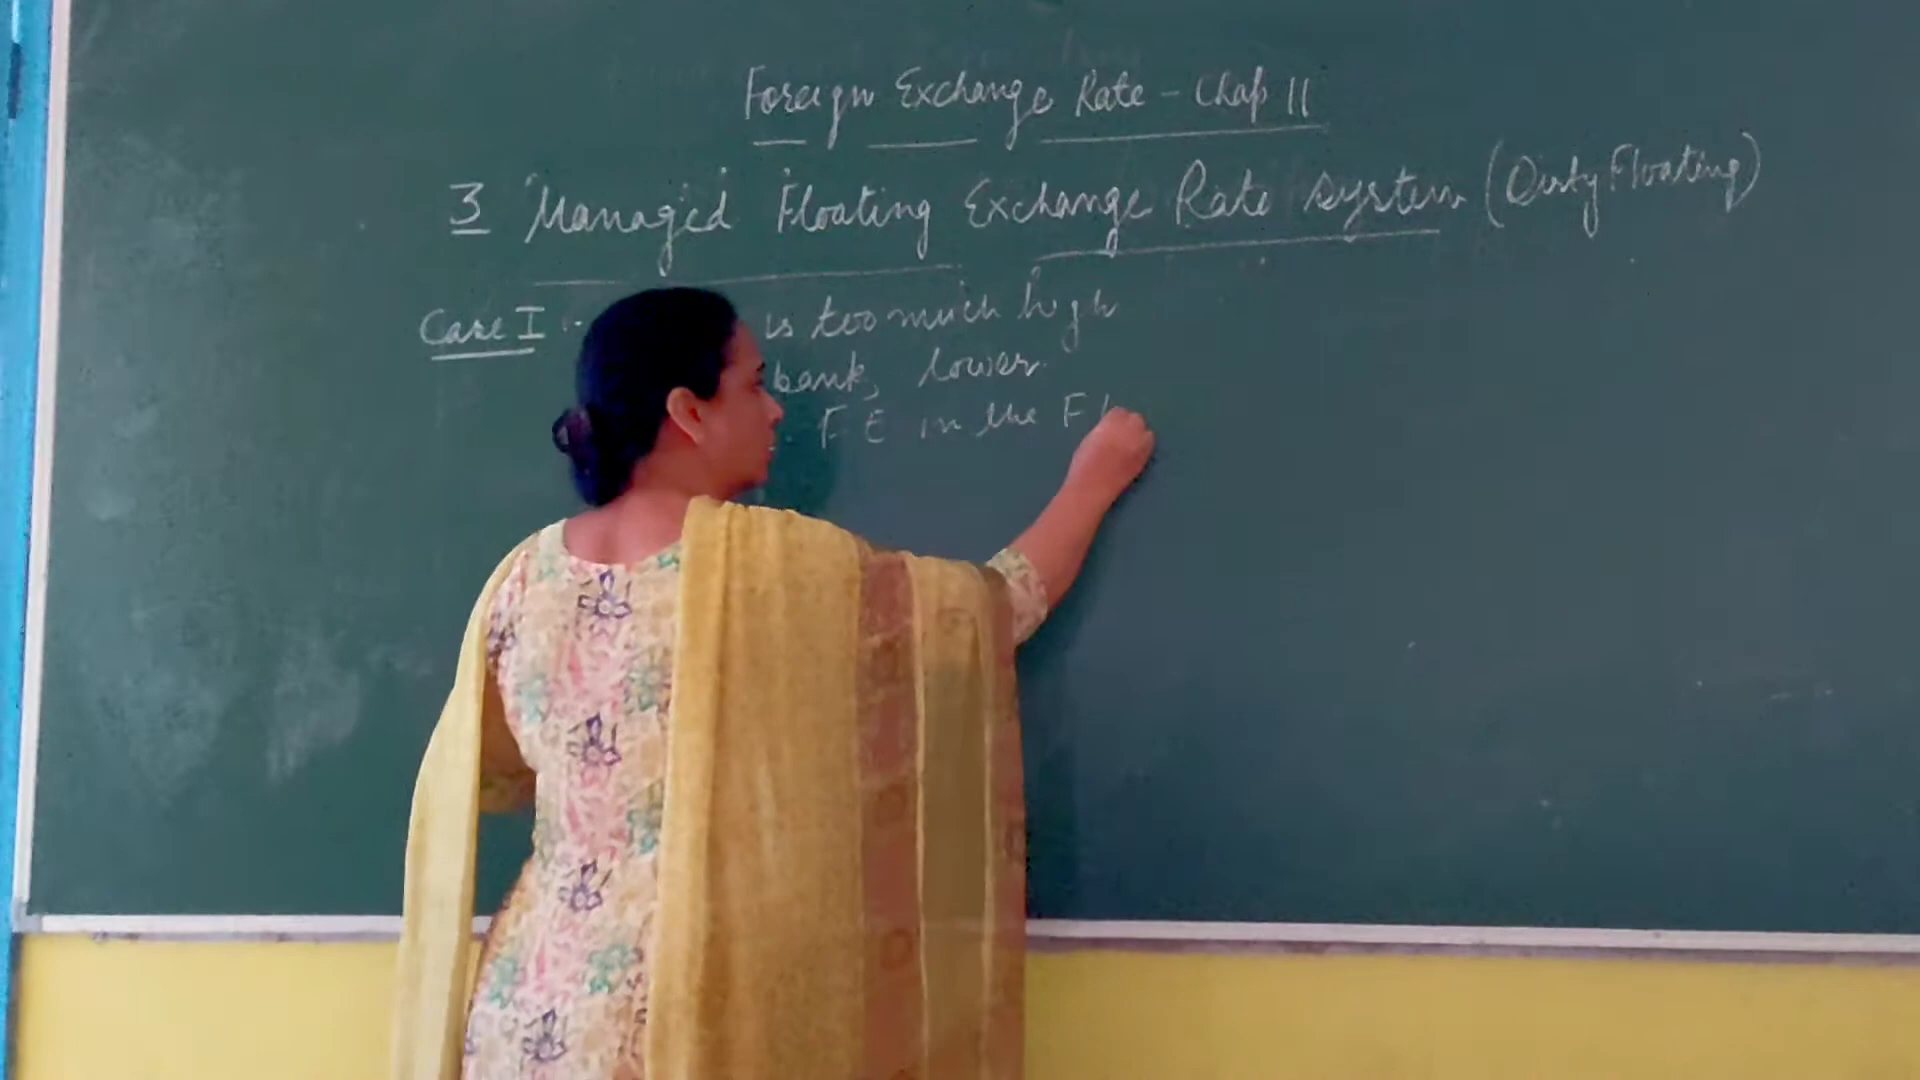 Foreign Exchange Rate - Chap 11
3 Managed Floating Exchange Rate System (Dirty Floating)
Case I :- is too much high
bank, lower
F E in the F